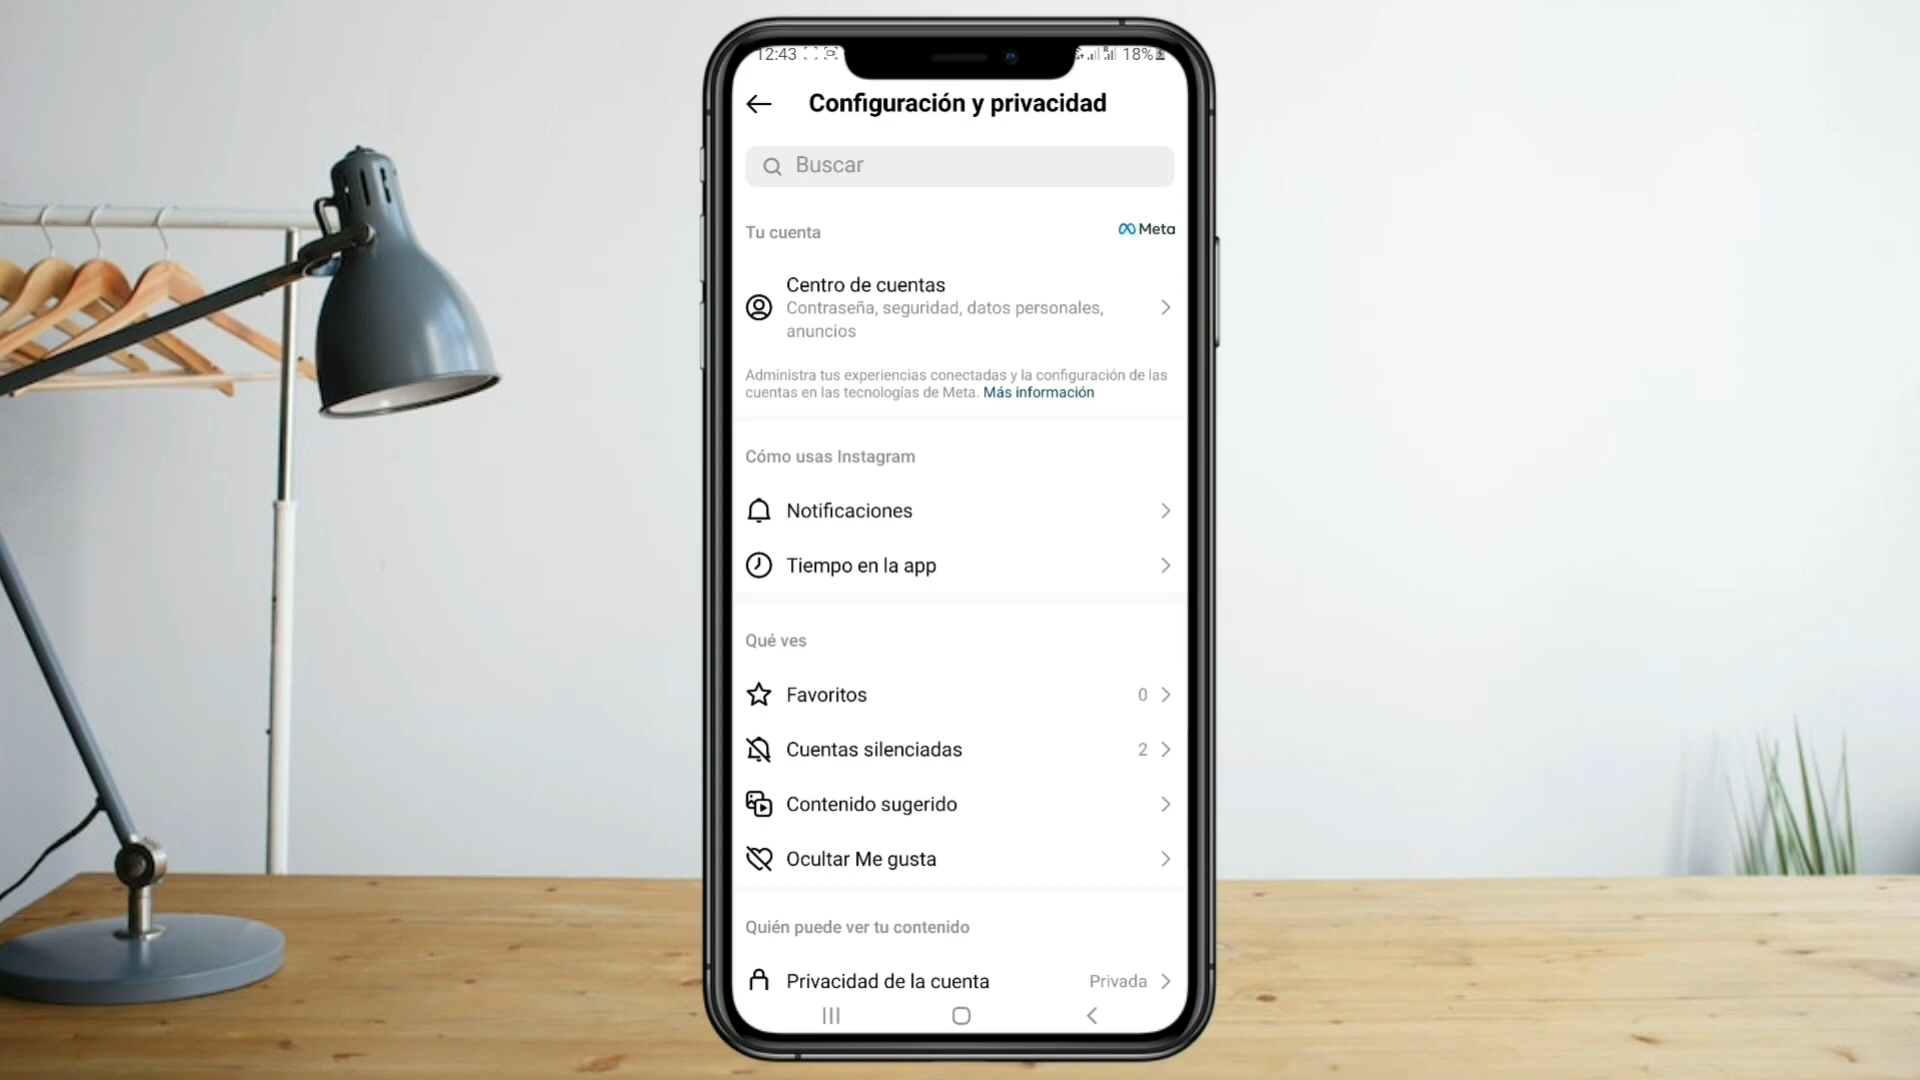 12:43
18%
Configuración y privacidad
Buscar
Tu cuenta
Meta
Centro de cuentas
Contraseña, seguridad, datos personales,
anuncios
Administra tus experiencias conectadas y la configuración de las
cuentas en las tecnologías de Meta. Más información
Cómo usas Instagram
Notificaciones
Tiempo en la app
Qué ves
Favoritos 0
Cuentas silenciadas 2
Contenido sugerido
Ocultar Me gusta
Quién puede ver tu contenido
Privacidad de la cuenta Privada